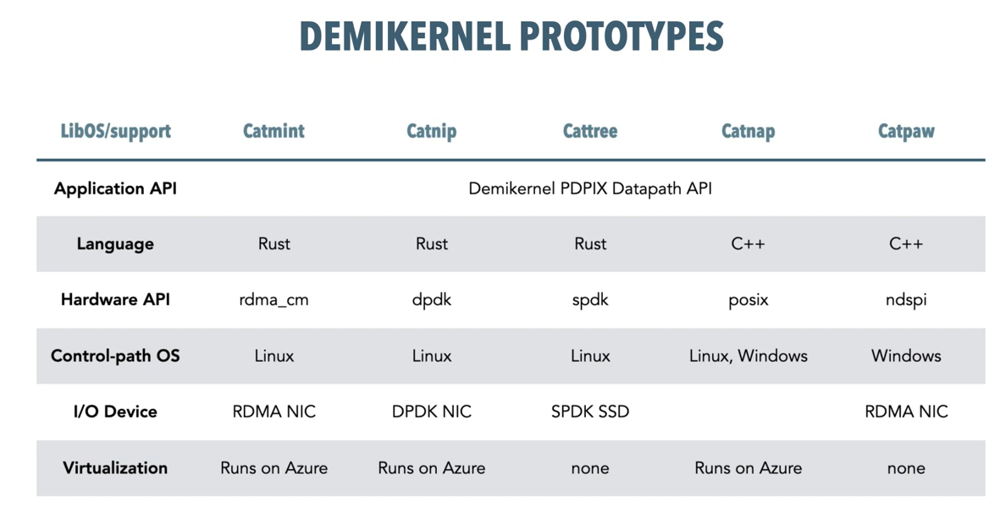 DEMIKERNEL PROTOTYPES
LibOS/support Catmint Catnip Cattree Catnap Catpaw
Application API Demikernel PDPIX Datapath API
Language Rust Rust Rust C++ C++
Hardware API rdma_cm dpdk spdk posix ndspi
Control-path OS Linux Linux Linux Linux, Windows Windows
I/O Device RDMA NIC DPDK NIC SPDK SSD RDMA NIC
Virtualization Runs on Azure Runs on Azure none Runs on Azure none